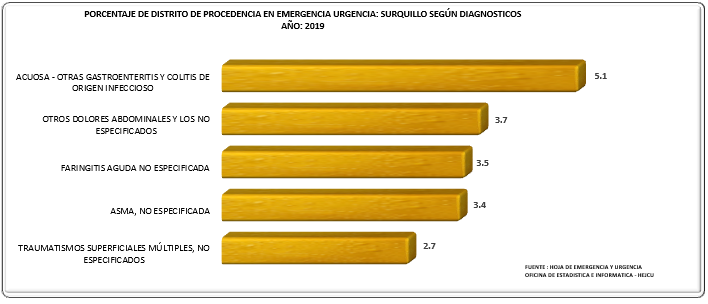 PORCENTAJE DE DISTRITO DE PROCEDENCIA EN EMERGENCIA URGENCIA: SURQUILLO SEGÚN DIAGNOSTICOS
AÑO: 2019
ACUOSA - OTRAS GASTROENTERITIS Y COLITIS DE
ORIGEN INFECCIOSO
5.1
OTROS DOLORES ABDOMINALES Y LOS NO
ESPECIFICADOS
3.7
FARINGITIS AGUDA NO ESPECIFICADA
3.5
ASMA, NO ESPECIFICADA
3.4
TRAUMATISMOS SUPERFICIALES MÚLTIPLES, NO
ESPECIFICADOS
2.7
FUENTE : HOJA DE EMERGENCIA Y URGENCIA
OFICINA DE ESTADISTICA E INFORMATICA - HEJCU